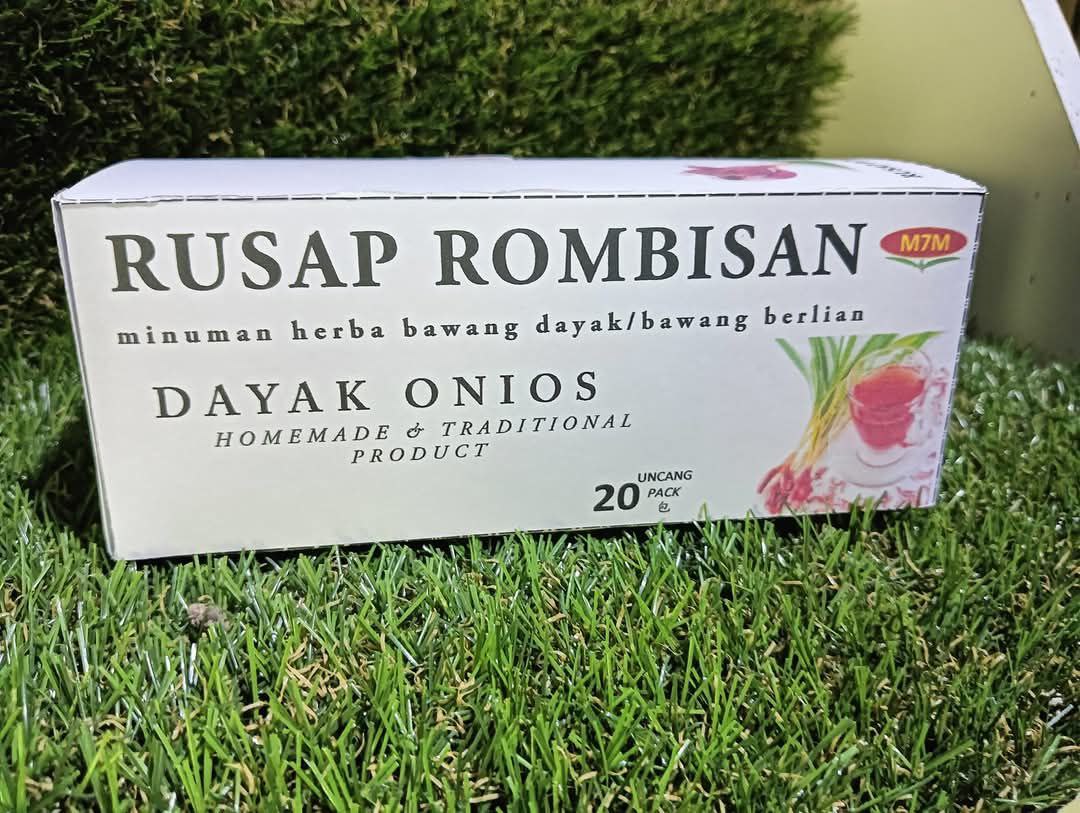 RUSAP ROMBISAN
M7M
minuman herba bawang dayak/bawang berlian
DAYAK ONIOS
HOMEMADE & TRADITIONAL
PRODUCT
20 UNCANG
PACK